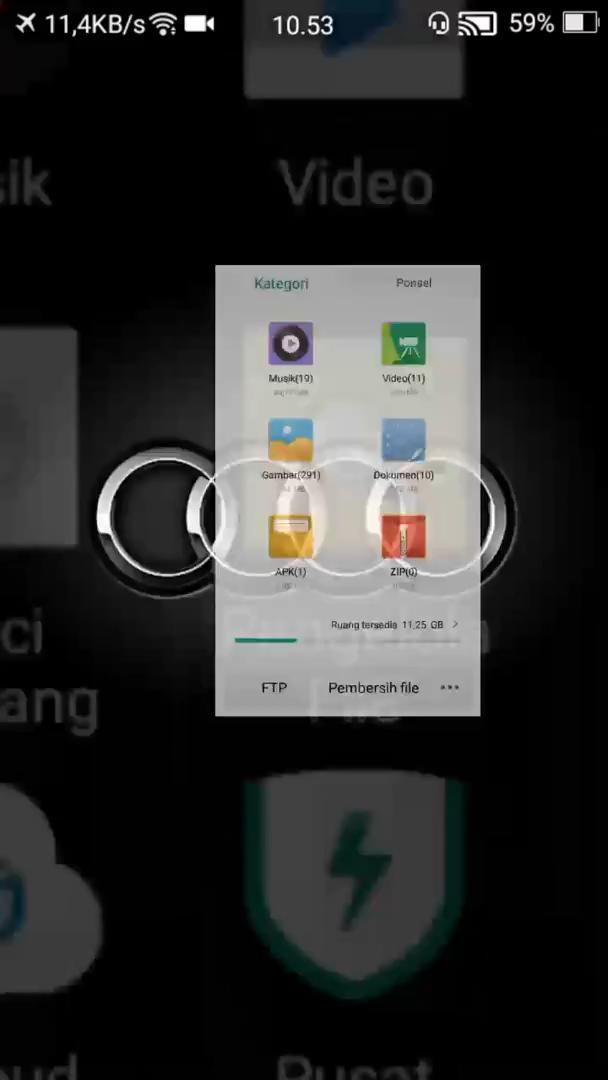 11,4KB/s 10.53 59%
sik Video
Kategori Ponsel
Musik(19) Video(11)
Gambar(291) Dokumen(10)
APK(1) ZIP(0)
Ruang tersedia 11,25 GB >
ci
ang
File
FTP Pembersih file
oud Pusat